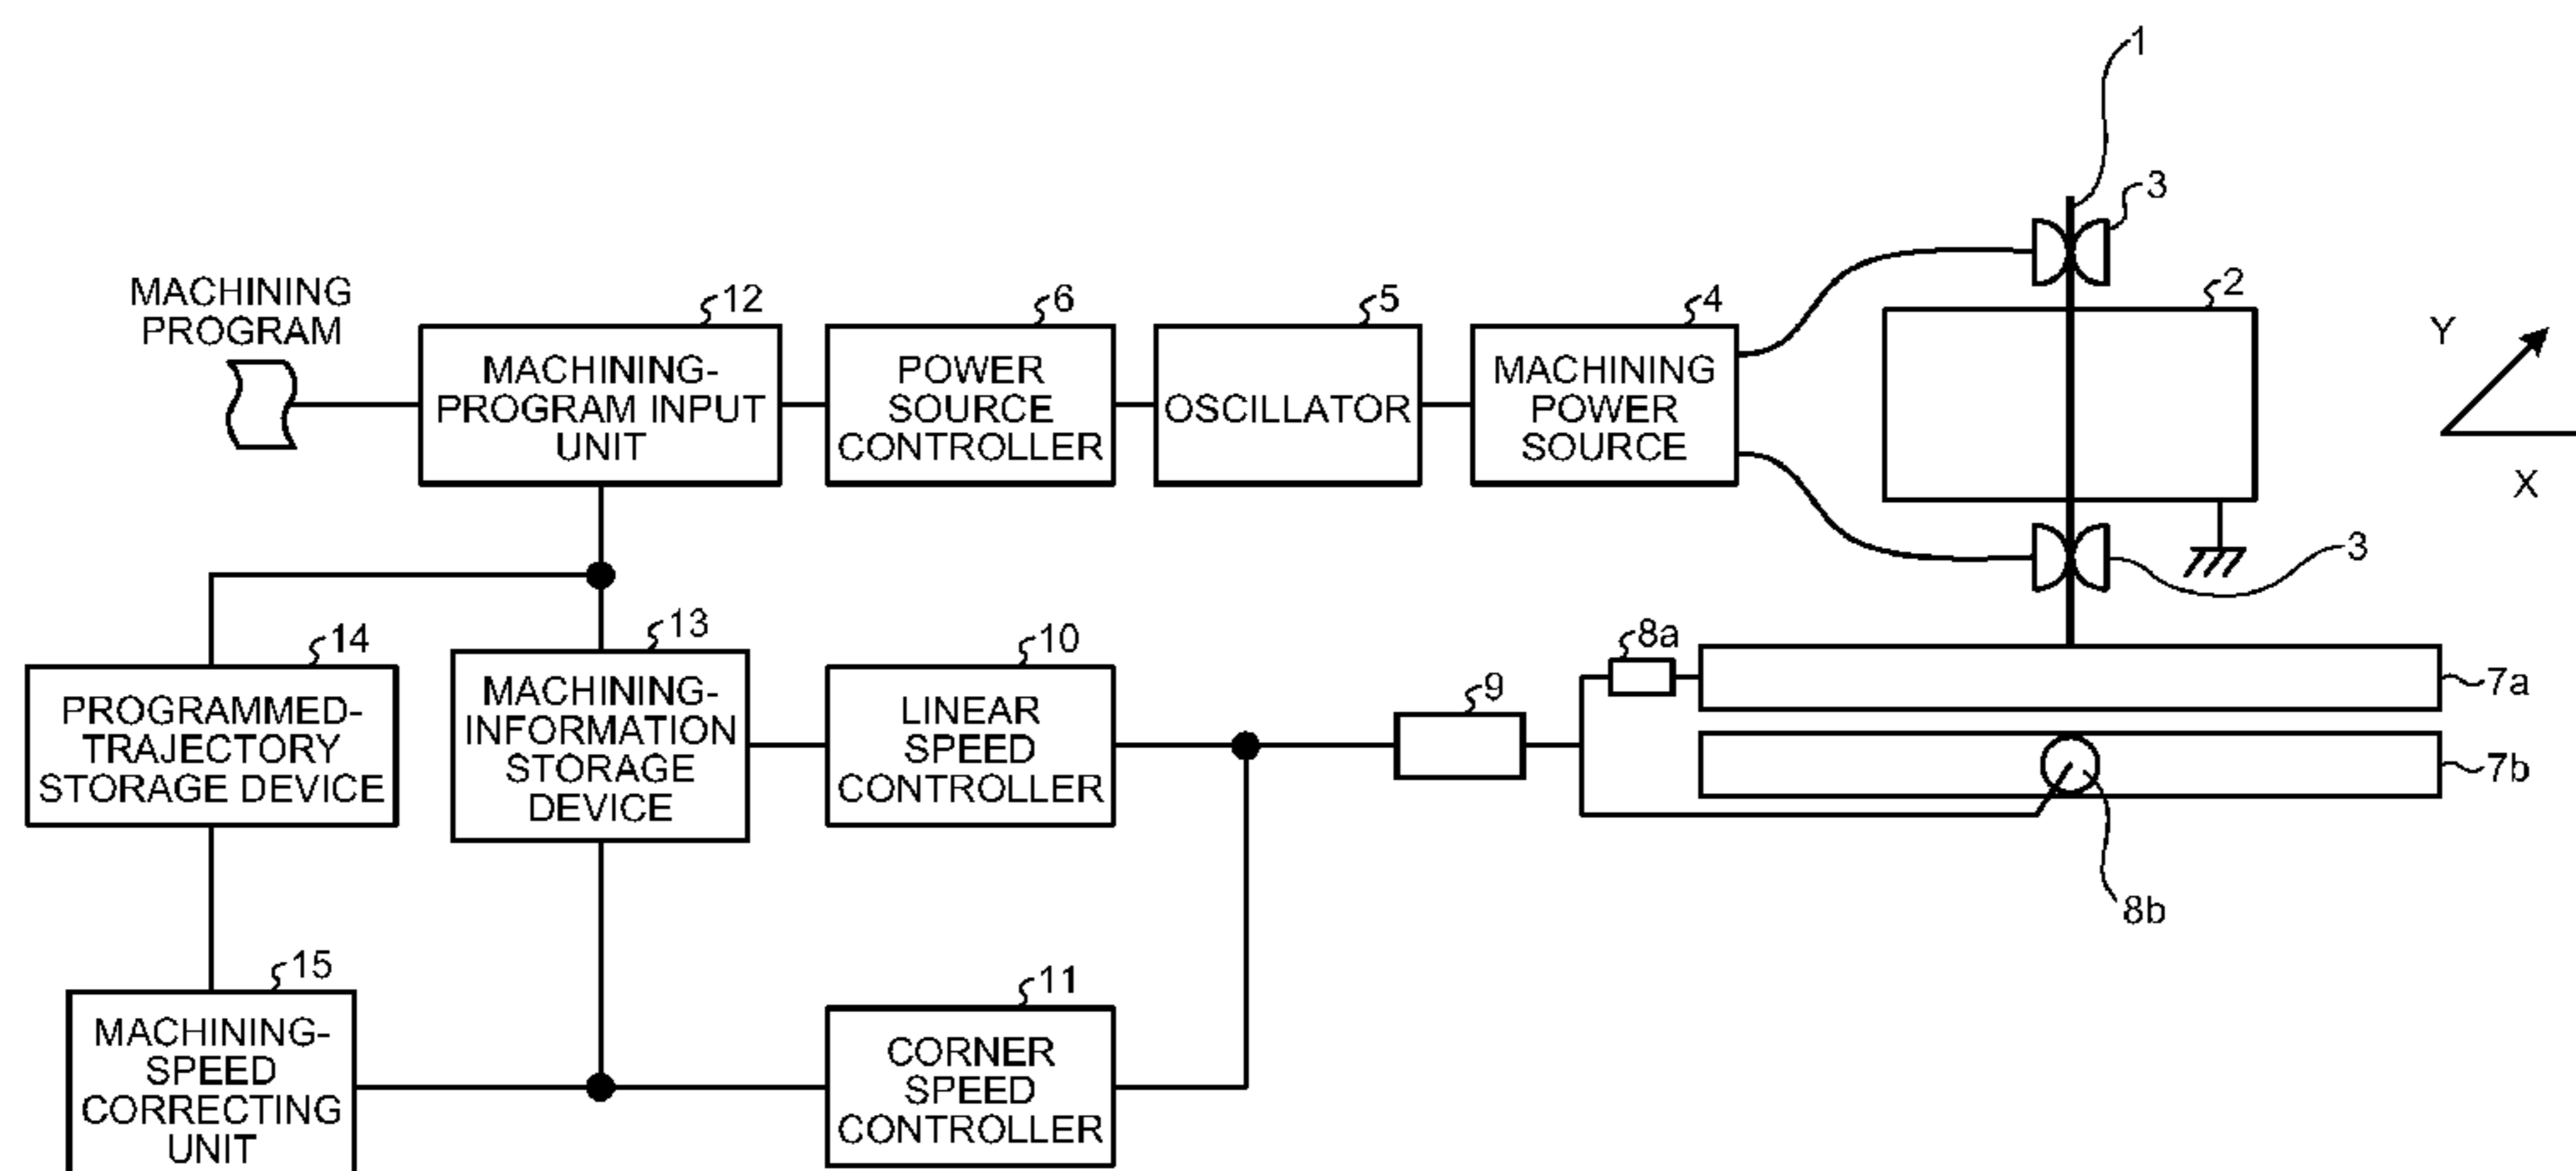 1
3
2
MACHINING
PROGRAM
12
MACHINING-
PROGRAM INPUT
UNIT
6
POWER
SOURCE
CONTROLLER
5
OSCILLATOR
4
MACHINING
POWER
SOURCE
Y
X
3
14
PROGRAMMED-
TRAJECTORY
STORAGE DEVICE
13
MACHINING-
INFORMATION
STORAGE
DEVICE
10
LINEAR
SPEED
CONTROLLER
9
8a
7a
7b
8b
15
MACHINING-
SPEED
CORRECTING
UNIT
11
CORNER
SPEED
CONTROLLER